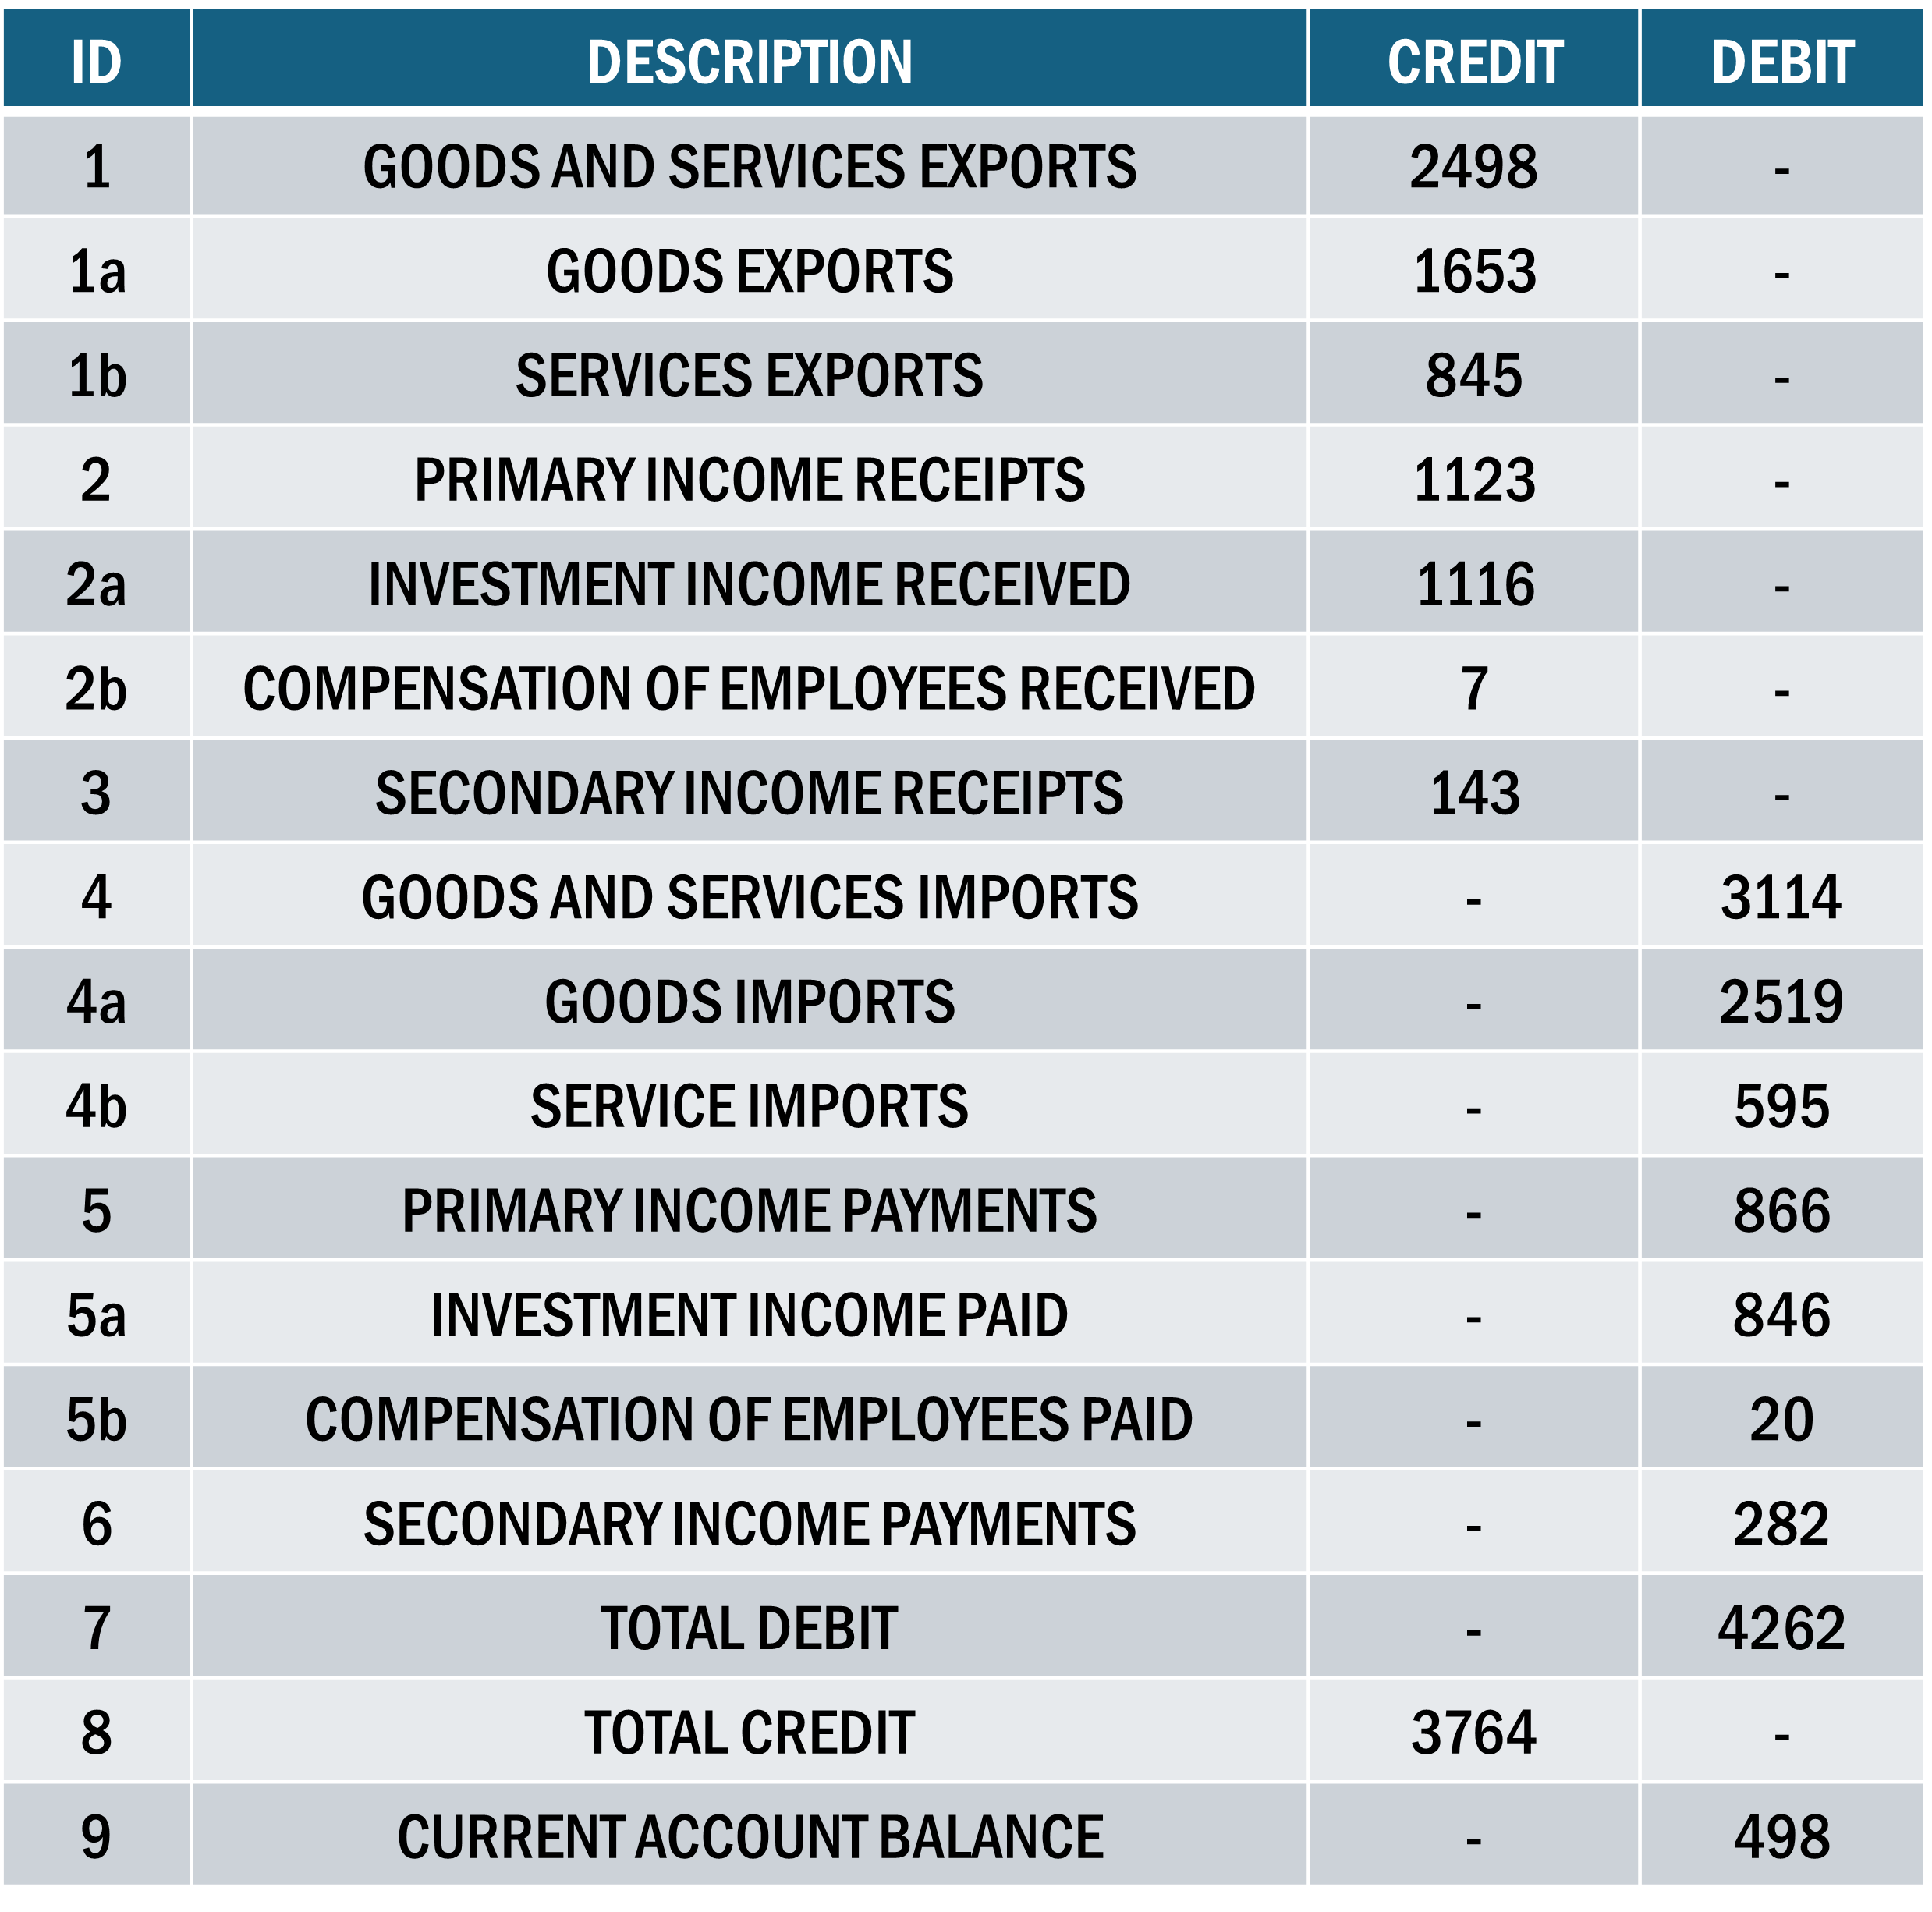 ID DESCRIPTION CREDIT DEBIT
1 GOODS AND SERVICES EXPORTS 2498 -
1a GOODS EXPORTS 1653 -
1b SERVICES EXPORTS 845 -
2 PRIMARY INCOME RECEIPTS 1123 -
2a INVESTMENT INCOME RECEIVED 1116 -
2b COMPENSATION OF EMPLOYEES RECEIVED 7 -
3 SECONDARY INCOME RECEIPTS 143 -
4 GOODS AND SERVICES IMPORTS - 3114
4a GOODS IMPORTS - 2519
4b SERVICE IMPORTS - 595
5 PRIMARY INCOME PAYMENTS - 866
5a INVESTMENT INCOME PAID - 846
5b COMPENSATION OF EMPLOYEES PAID - 20
6 SECONDARY INCOME PAYMENTS - 282
7 TOTAL DEBIT - 4262
8 TOTAL CREDIT 3764 -
9 CURRENT ACCOUNT BALANCE - 498